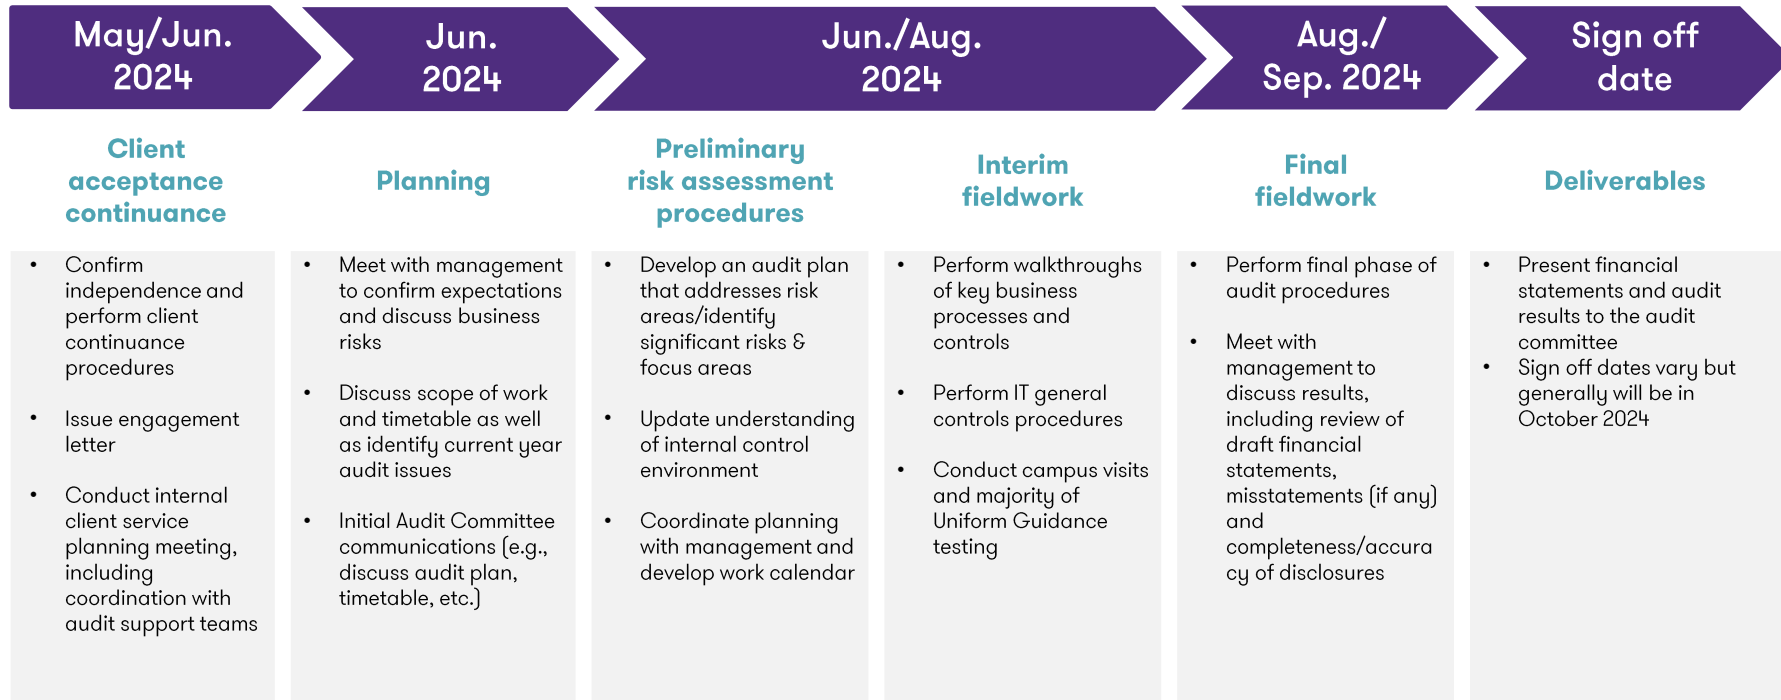 May/Jun.
2024
Jun.
2024
Jun./Aug.
2024
Aug./
Sep. 2024
Sign off
date
Client
acceptance
continuance
Planning
Preliminary
risk assessment
procedures
Interim
fieldwork
Final
fieldwork
Deliverables
• Confirm
independence and
perform client
continuance
procedures
• Issue engagement
letter
• Conduct internal
client service
planning meeting,
including
coordination with
audit support teams
• Meet with management
to confirm expectations
and discuss business
risks
• Discuss scope of work
and timetable as well
as identify current year
audit issues
• Initial Audit Committee
communications (e.g.,
discuss audit plan,
timetable, etc.)
• Develop an audit plan
that addresses risk
areas/identify
significant risks &
focus areas
• Update understanding
of internal control
environment
• Coordinate planning
with management and
develop work calendar
• Perform walkthroughs
of key business
processes and
controls
• Perform IT general
controls procedures
• Conduct campus visits
and majority of
Uniform Guidance
testing
• Perform final phase of
audit procedures
• Meet with
management to
discuss results,
including review of
draft financial
statements,
misstatements (if any)
and
completeness/accura
cy of disclosures
• Present financial
statements and audit
results to the audit
committee
• Sign off dates vary but
generally will be in
October 2024